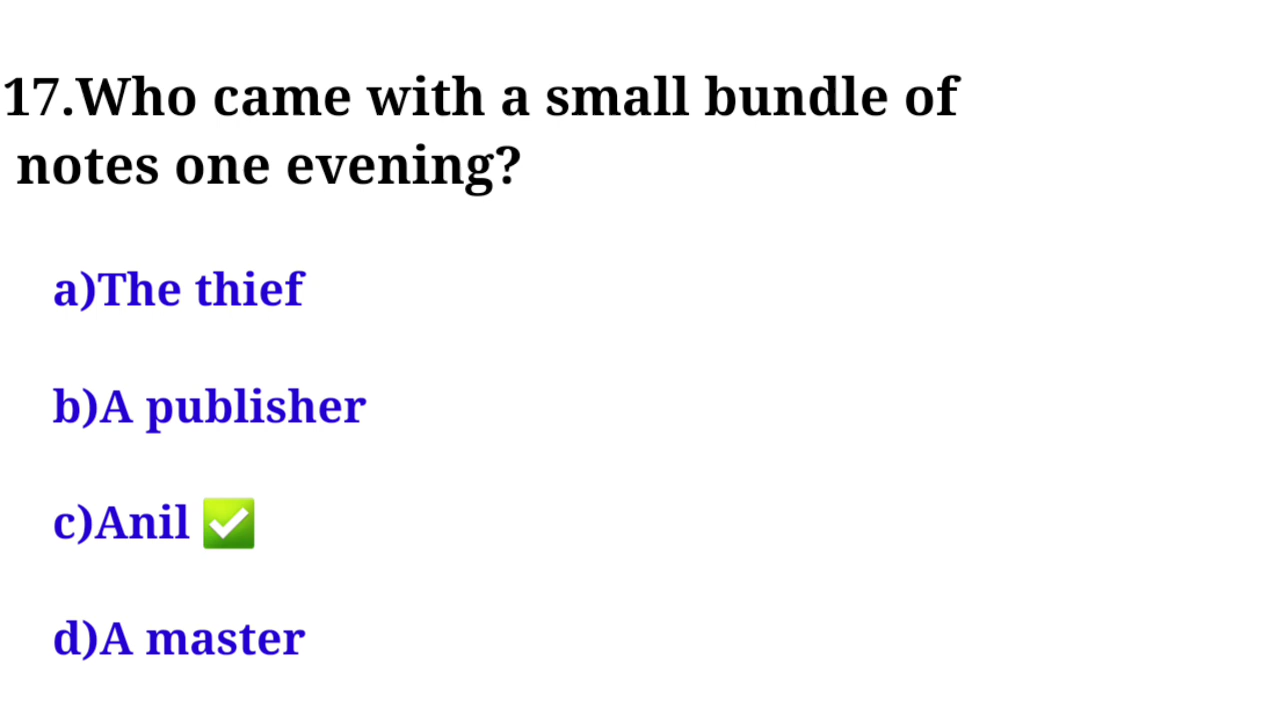 17.Who came with a small bundle of
notes one evening?
a)The thief
b)A publisher
c)Anil ✅
d)A master